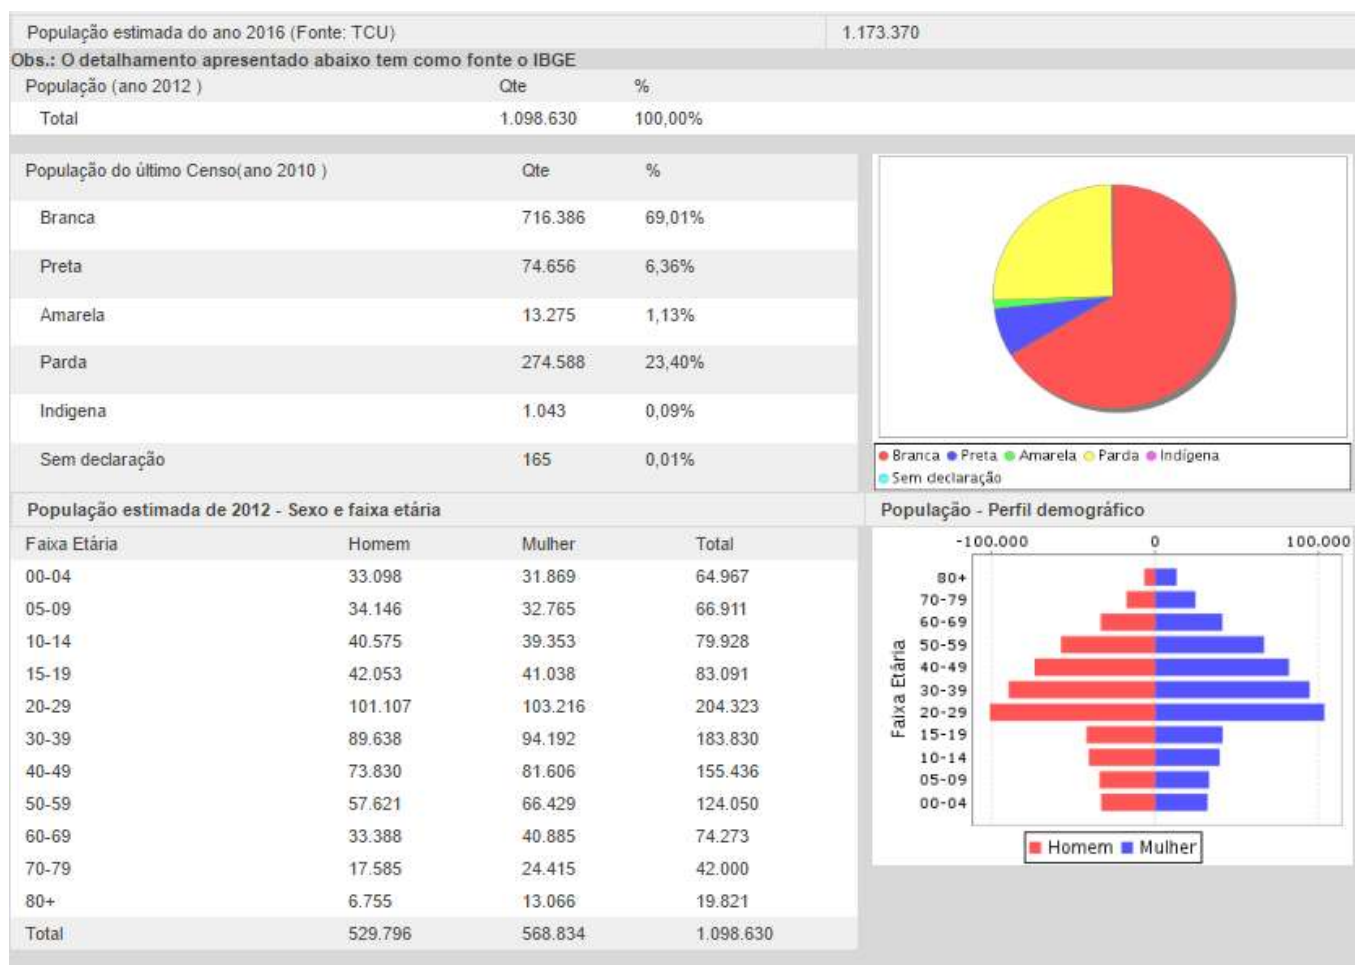 População estimada do ano 2016 (Fonte: TCU) 1.173.370
Obs.: O detalhamento apresentado abaixo tem como fonte o IBGE
População (ano 2012 ) Qte %
Total 1.098.630 100,00%
População do último Censo(ano 2010 ) Qte %
Branca 716.386 69,01%
Preta 74.656 6,36%
Amarela 13.275 1,13%
Parda 274.588 23,40%
Indigena 1.043 0,09%
Sem declaração 165 0,01%
Branca Preta Amarela Parda Indígena
Sem declaração
População estimada de 2012 - Sexo e faixa etária
Faixa Etária Homem Mulher Total
00-04 33.098 31.869 64.967
05-09 34.146 32.765 66.911
10-14 40.575 39.353 79.928
15-19 42.053 41.038 83.091
20-29 101.107 103.216 204.323
30-39 89.638 94.192 183.830
40-49 73.830 81.606 155.436
50-59 57.621 66.429 124.050
60-69 33.388 40.885 74.273
70-79 17.585 24.415 42.000
80+ 6.755 13.066 19.821
Total 529.796 568.834 1.098.630
População - Perfil demográfico
-100.000 0 100.000
80+
70-79
60-69
50-59
40-49
30-39
20-29
15-19
10-14
05-09
00-04
Faixa Etária
Homem Mulher